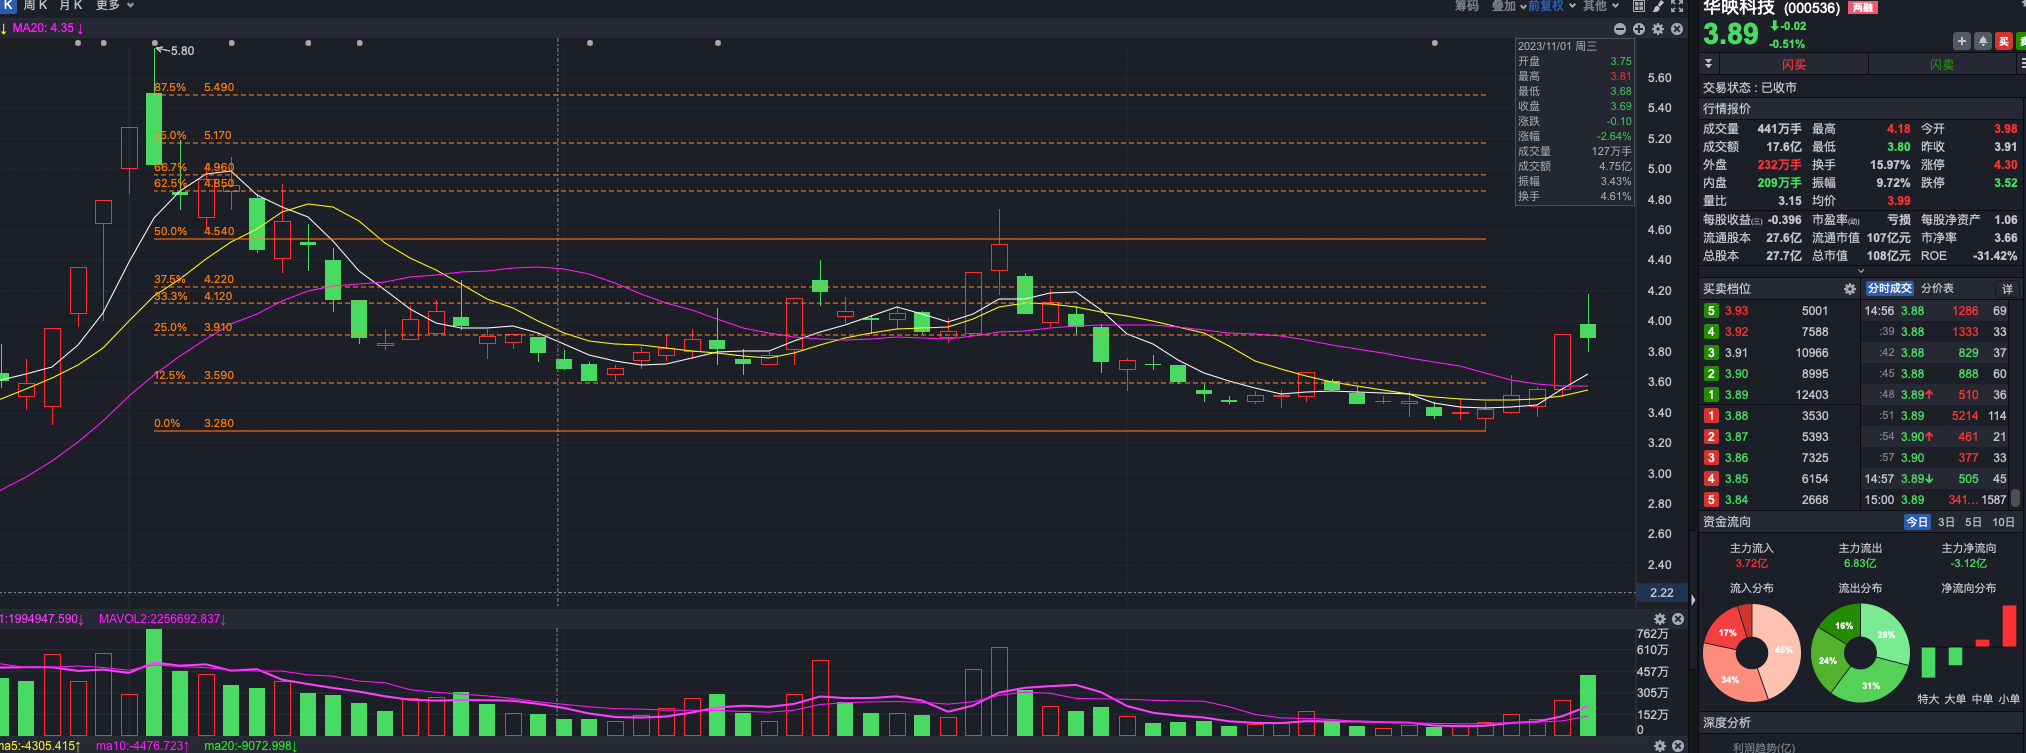 K 周K 月K 更多
筹码 叠加 前复权 其他
MA20: 4.35↓
5.80
87.5% 5.490
75.0% 5.170
66.7% 4.960
62.5% 4.850
50.0% 4.540
37.5% 4.220
33.3% 4.120
25.0% 3.910
12.5% 3.590
0.0% 3.280
2023/11/01 周三
开盘 3.75
最高 3.81
最低 3.68
收盘 3.69
涨跌 -0.10
涨幅 -2.64%
成交量 127万手
成交额 4.75亿
振幅 3.43%
换手 4.61%
5.60
5.40
5.20
5.00
4.80
4.60
4.40
4.20
4.00
3.80
3.60
3.40
3.20
3.00
2.80
2.60
2.40
2.22
1:1994947.590↓ MAVOL2:2256692.837↓
762万
610万
457万
305万
152万
0
ma5:-4305.415↑ ma10:-4476.723↑ ma20:-9072.998↓
华映科技 (000536) 两融
3.89 -0.02
-0.51%
买
闪买 闪卖
交易状态 : 已收市
行情报价
成交量 441万手 最高 4.18 今开 3.98
成交额 17.6亿 最低 3.80 昨收 3.91
外盘 232万手 换手 15.97% 涨停 4.30
内盘 209万手 振幅 9.72% 跌停 3.52
量比 3.15 均价 3.99
每股收益(三) -0.396 市盈率(动) 亏损 每股净资产 1.06
流通股本 27.6亿 流通市值 107亿元 市净率 3.66
总股本 27.7亿 总市值 108亿元 ROE -31.42%
买卖档位 分时成交 分价表 详
5 3.93 5001 14:56 3.88 1286 69
4 3.92 7588 :39 3.88 1333 33
3 3.91 10966 :42 3.88 829 37
2 3.90 8995 :45 3.88 888 60
1 3.89 12403 :48 3.89↑ 510 36
1 3.88 3530 :51 3.89 5214 114
2 3.87 5393 :54 3.90↑ 461 21
3 3.86 7325 :57 3.90 377 33
4 3.85 6154 14:57 3.89↓ 505 45
5 3.84 2668 15:00 3.89 341... 1587
资金流向 今日 3日 5日 10日
主力流入 主力流出 主力净流向
3.72亿 6.83亿 -3.12亿
流入分布 流出分布 净流向分布
17% 45% 34%
16% 29% 24% 31%
特大 大单 中单 小单
深度分析
利润趋势(亿)